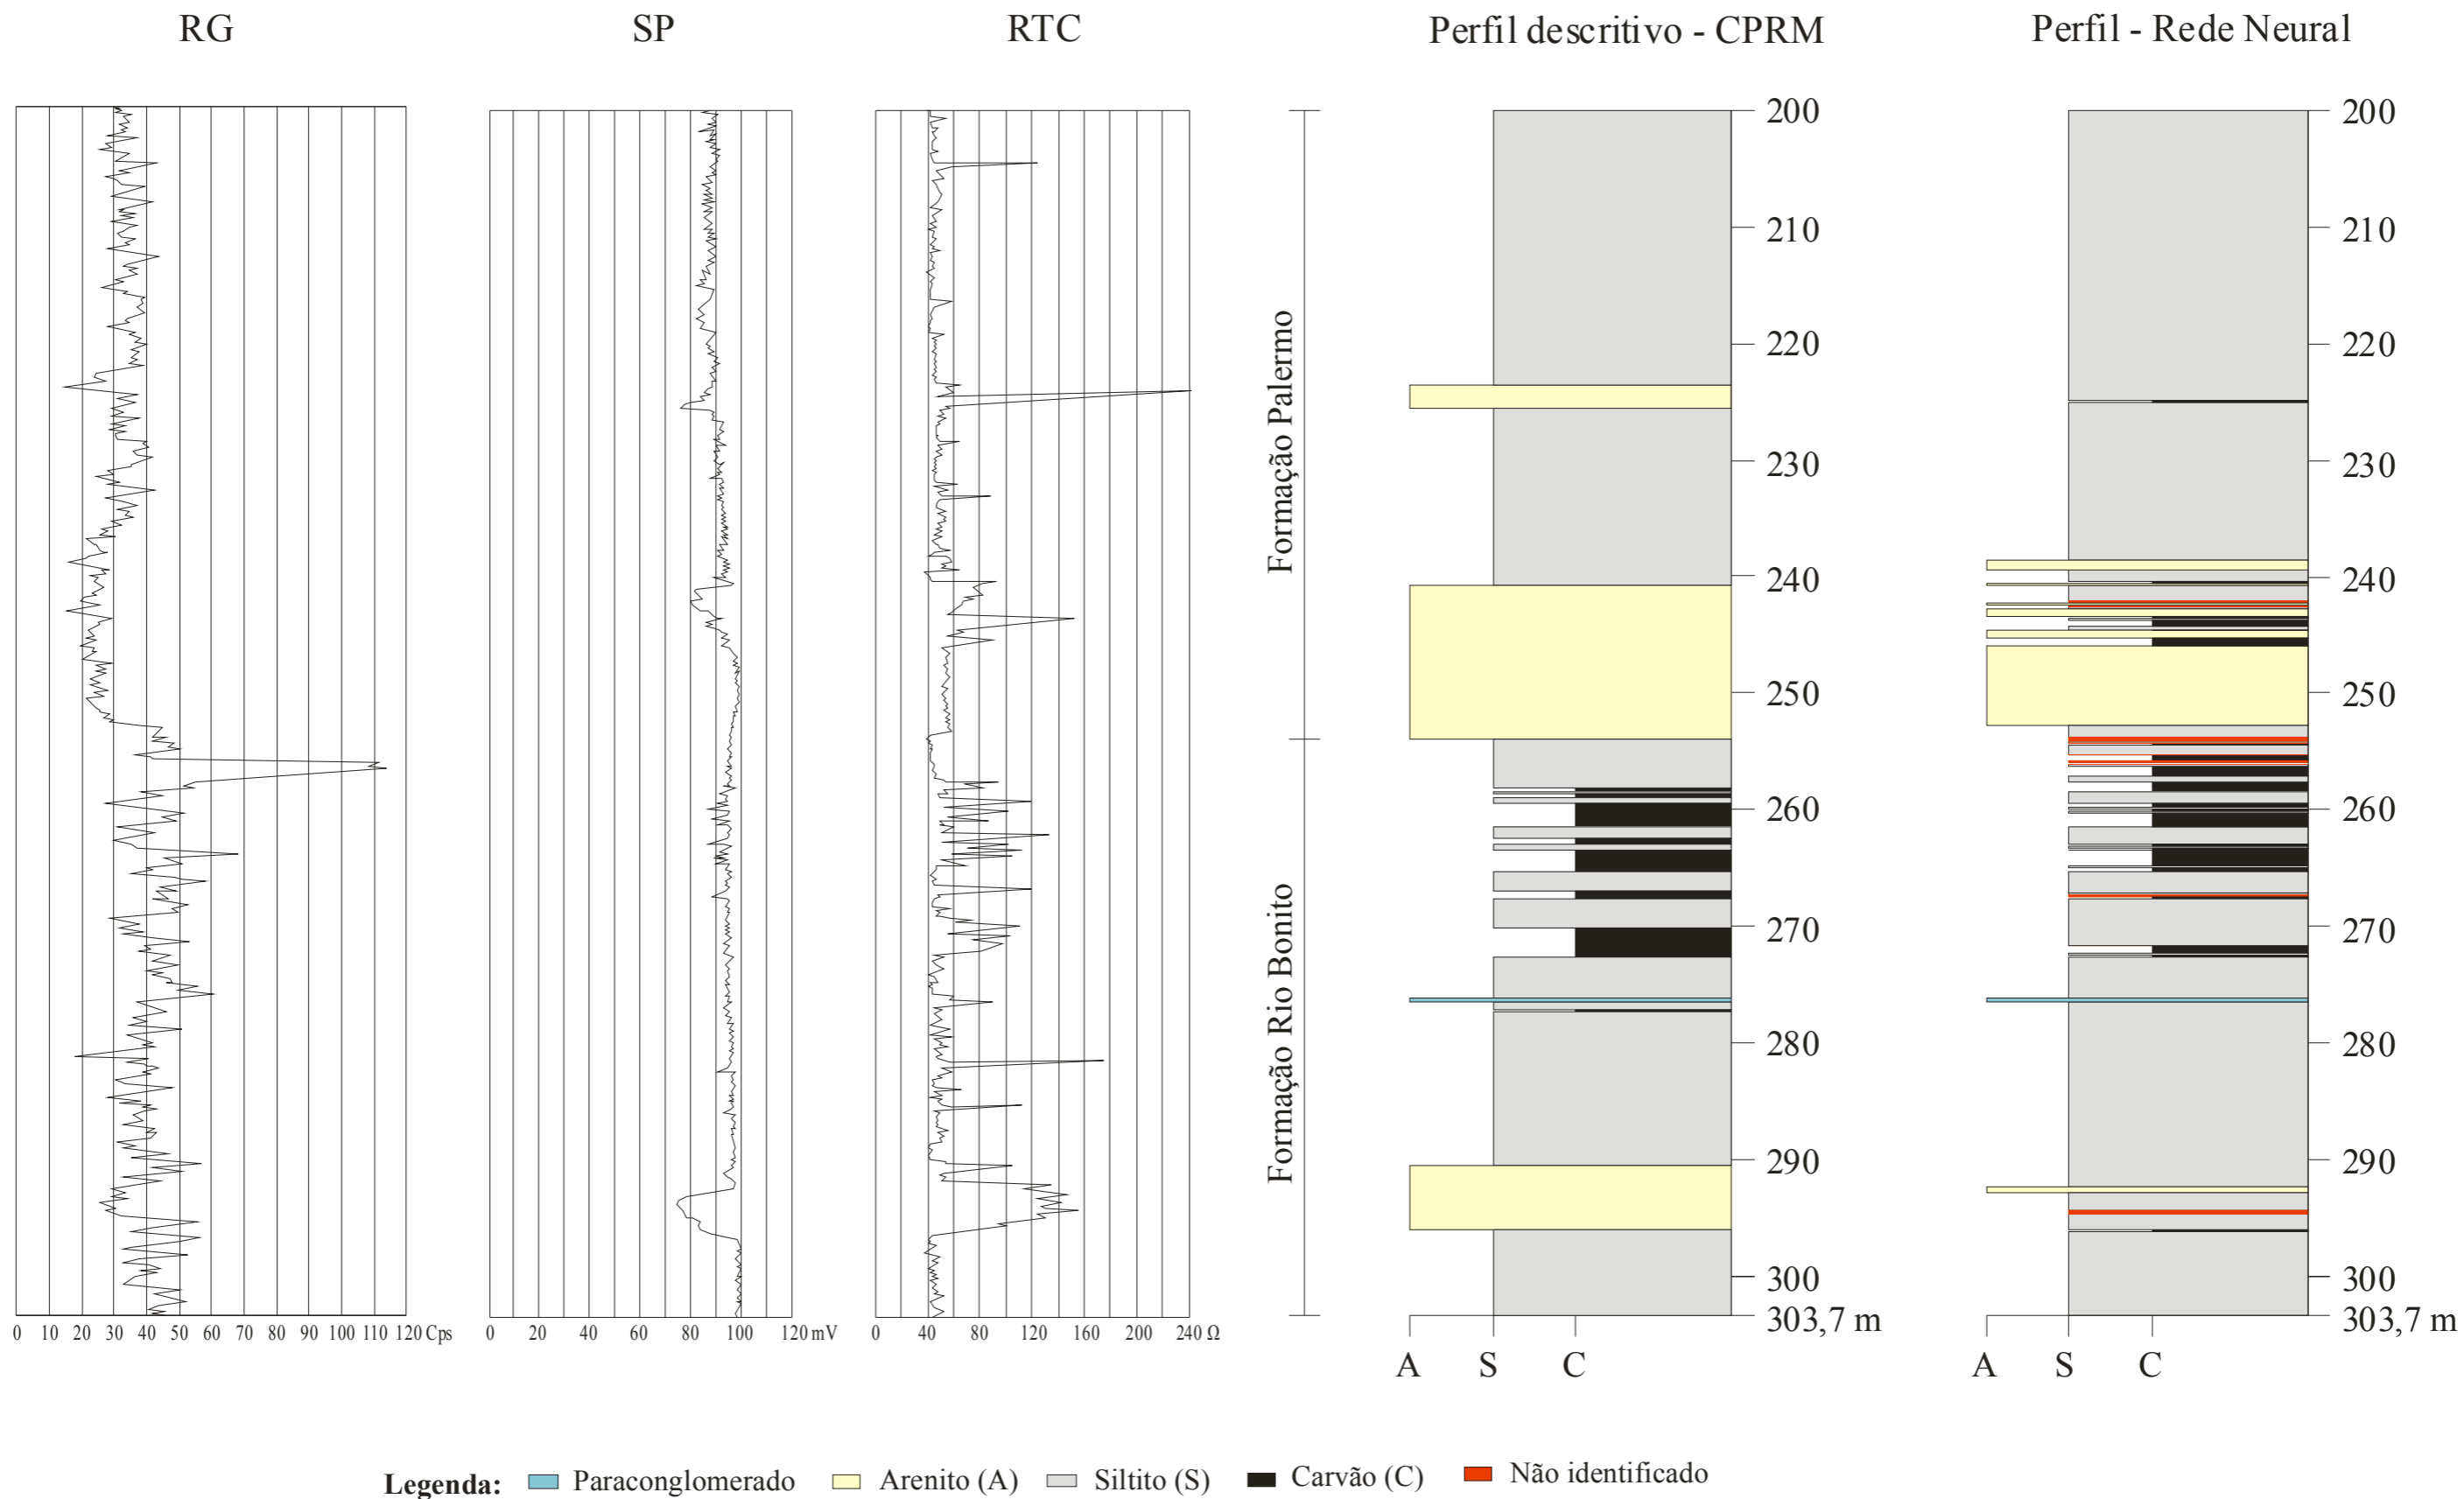 RG SP RTC Perfil descritivo - CPRM Perfil - Rede Neural
Formação Palermo
Formação Rio Bonito
200 200
210 210
220 220
230 230
240 240
250 250
260 260
270 270
280 280
290 290
300 300
303,7 m 303,7 m
0 10 20 30 40 50 60 70 80 90 100 110 120 Cps 0 20 40 60 80 100 120 mV 0 40 80 120 160 200 240 Ω
A S C A S C
Legenda: Paraconglomerado Arenito (A) Siltito (S) Carvão (C) Não identificado